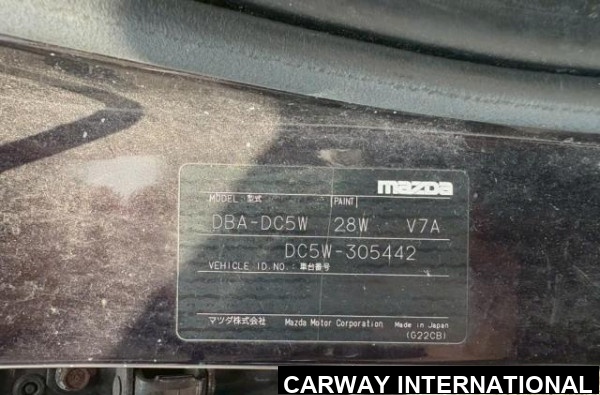 mazda
MODEL 型式 PAINT
DBA-DC5W 28W V7A
DC5W-305442
VEHICLE ID.NO. 車台番号
マツダ株式会社 Mazda Motor Corporation Made in Japan
(G22CB)
CARWAY INTERNATIONAL